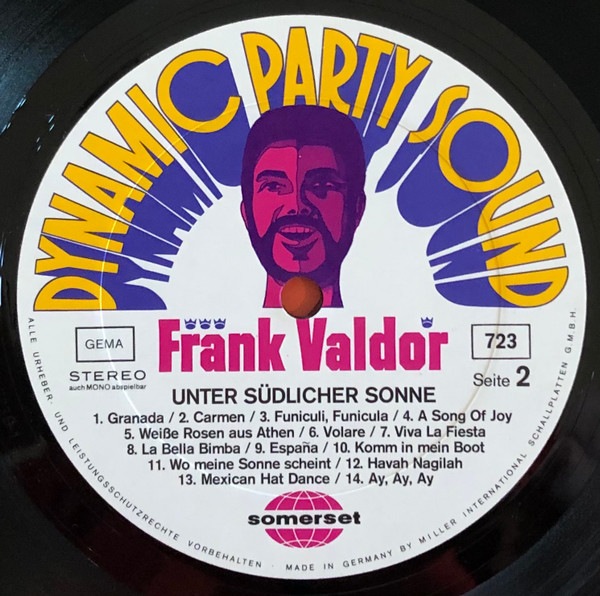 DYNAMIC PARTY SOUND
GEMA
STEREO
auch MONO abspielbar
Frank Valdor
723
Seite 2
UNTER SÜDLICHER SONNE
1. Granada / 2. Carmen / 3. Funiculi, Funicula / 4. A Song Of Joy
5. Weiße Rosen aus Athen / 6. Volare / 7. Viva La Fiesta
8. La Bella Bimba / 9. España / 10. Komm in mein Boot
11. Wo meine Sonne scheint / 12. Havah Nagilah
13. Mexican Hat Dance / 14. Ay, Ay, Ay
somerset
ALLE URHEBER- UND LEISTUNGSSCHUTZRECHTE VORBEHALTEN · MADE IN GERMANY BY MILLER INTERNATIONAL SCHALLPLATTEN G.M.B.H.